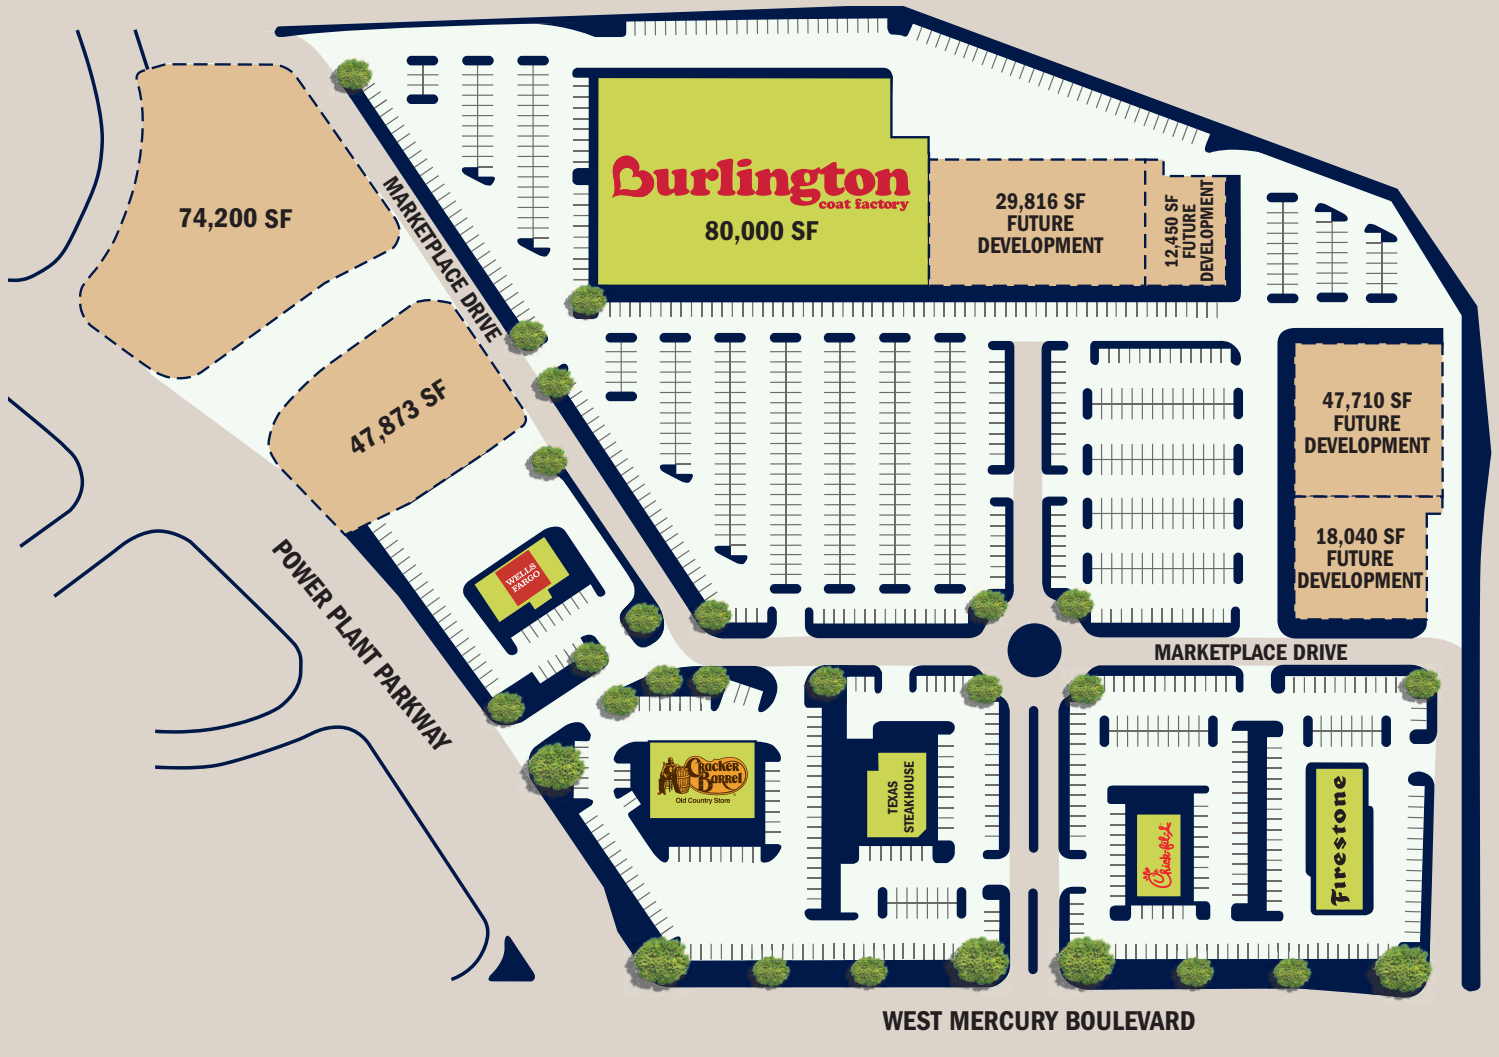 74,200 SF
MARKETPLACE DRIVE
Burlington
coat factory
80,000 SF
29,816 SF
FUTURE
DEVELOPMENT
12,450 SF
FUTURE
DEVELOPMENT
47,873 SF
47,710 SF
FUTURE
DEVELOPMENT
18,040 SF
FUTURE
DEVELOPMENT
WELLS
FARGO
POWER PLANT PARKWAY
MARKETPLACE DRIVE
Cracker
Barrel
Old Country Store
TEXAS
STEAKHOUSE
Chick-fil-A
Firestone
WEST MERCURY BOULEVARD